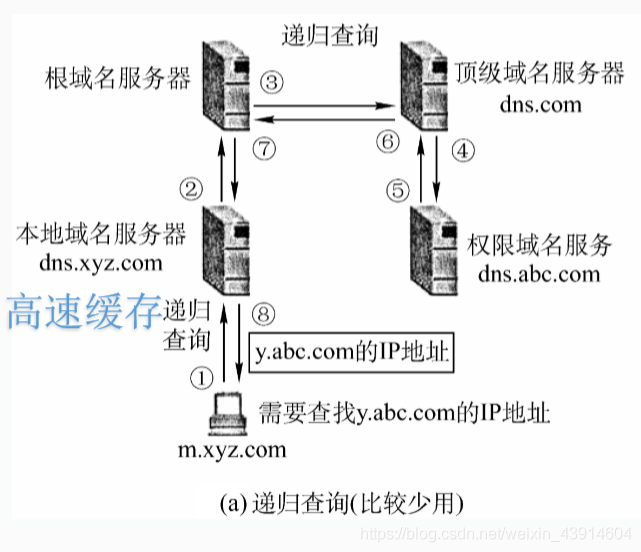 递归查询
根域名服务器
③
顶级域名服务器
dns.com
⑥
⑦
④
②
⑤
本地域名服务器
dns.xyz.com
权限域名服务
dns.abc.com
高速缓存
递归
查询
⑧
y.abc.com的IP地址
①
需要查找y.abc.com的IP地址
m.xyz.com
(a) 递归查询(比较少用)
https://blog.csdn.net/weixin_43914604